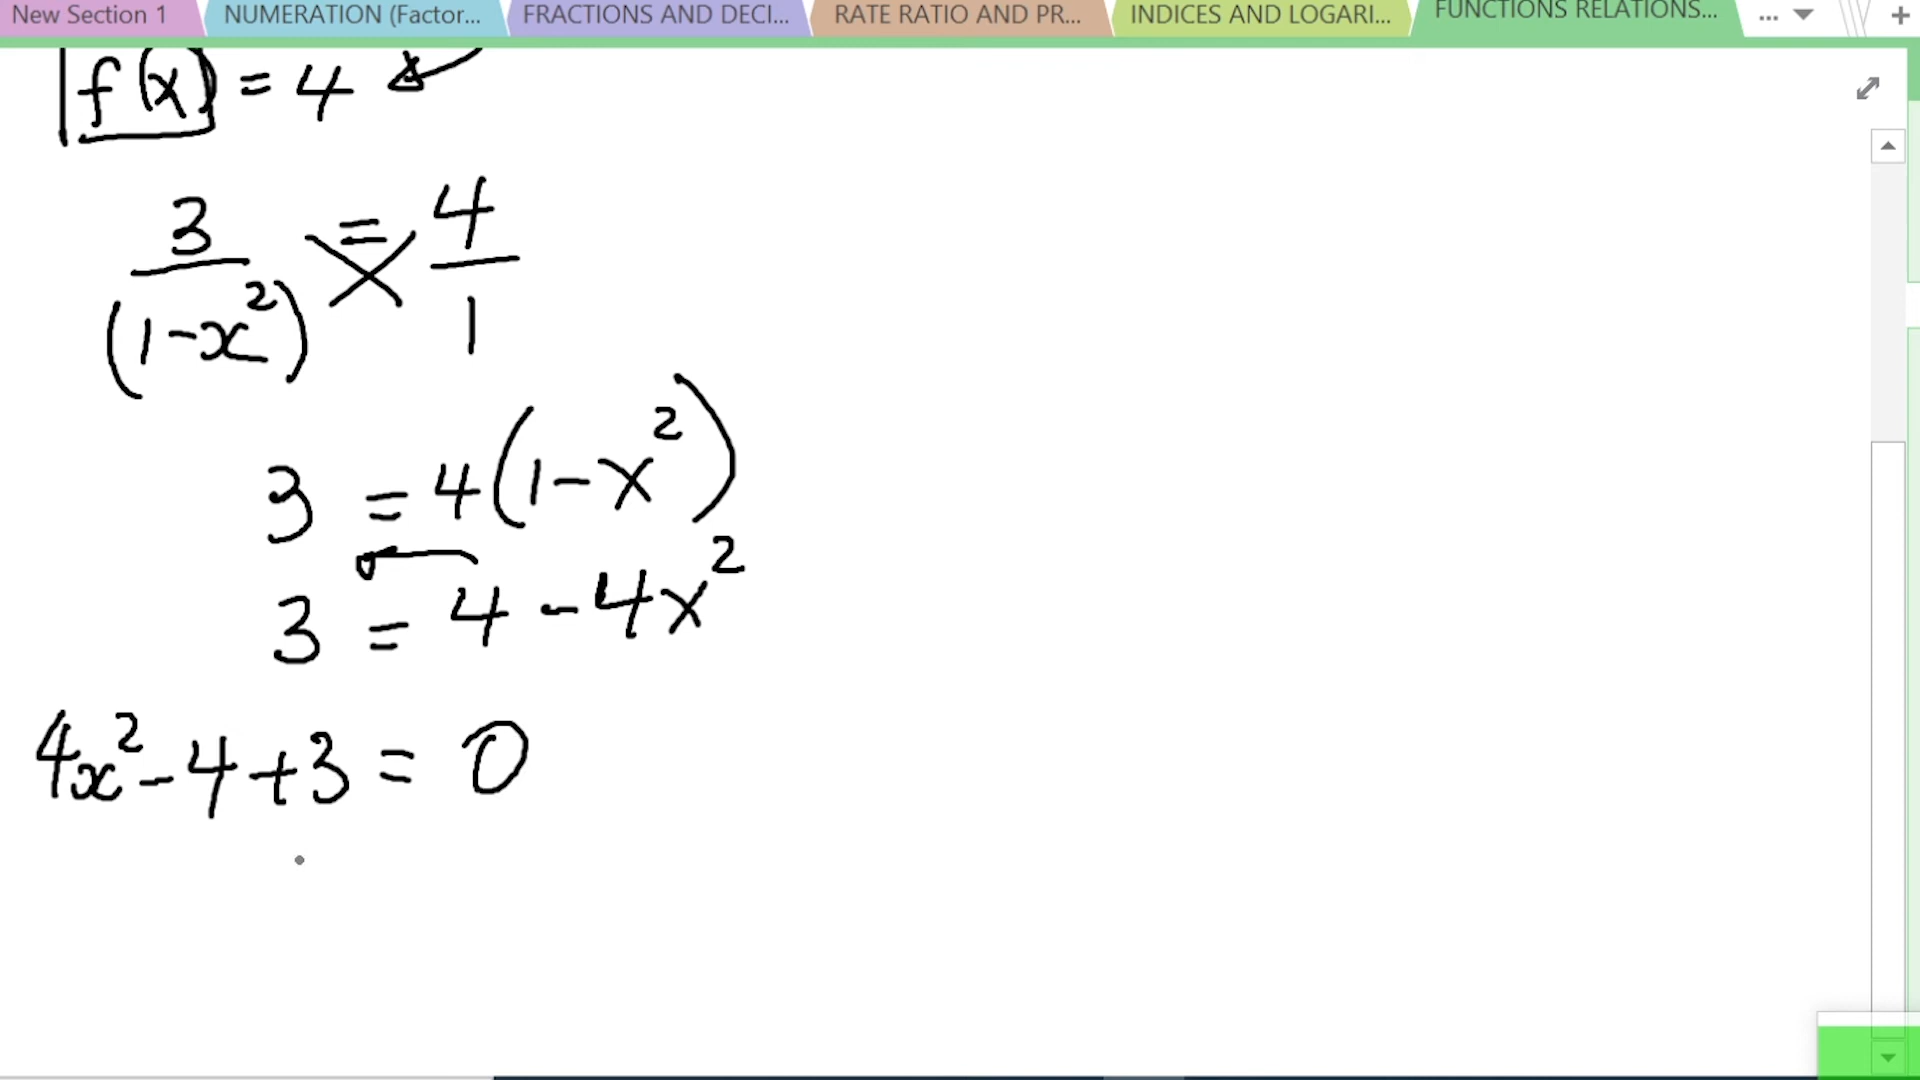 New Section 1 NUMERATION (Factor... FRACTIONS AND DECI... RATE RATIO AND PR... INDICES AND LOGARI... FUNCTIONS RELATIONS... ... +
f(x) = 4
3/(1-x²) = 4/1
3 = 4(1-x²)
3 = 4 - 4x²
4x² - 4 + 3 = 0